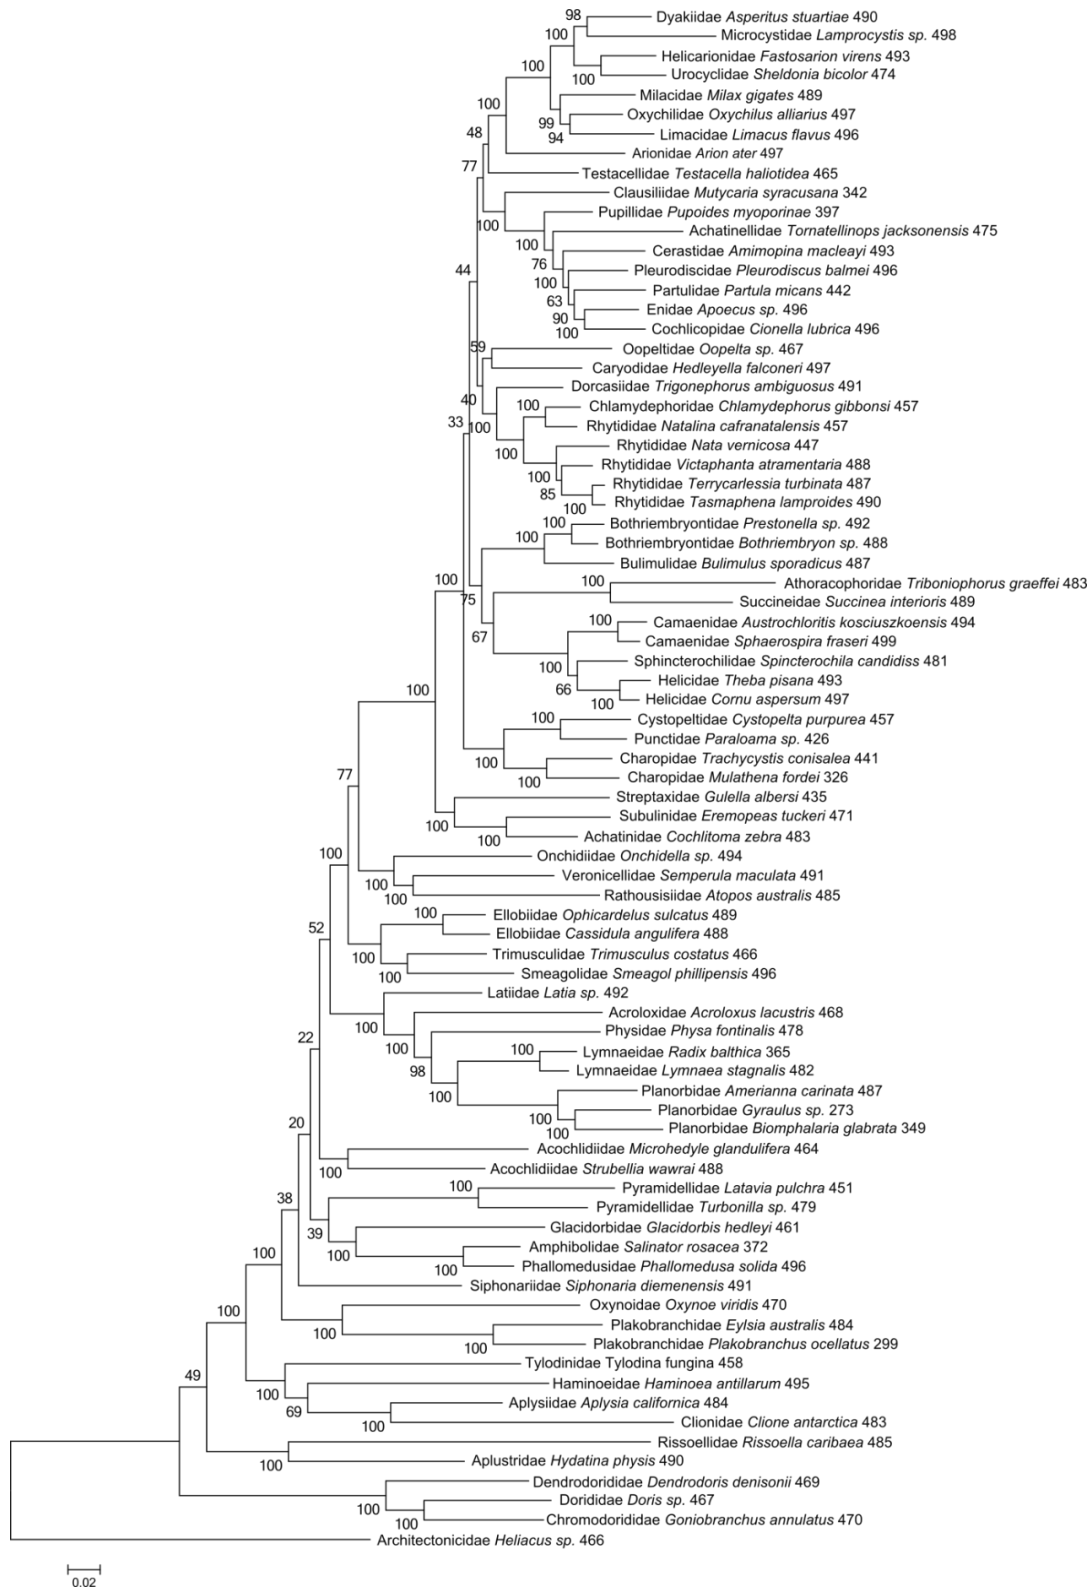 98
Dyakiidae Asperitus stuartiae 490
100
Microcystidae Lamprocystis sp. 498
Helicarionidae Fastosarion virens 493
100
100
Urocyclidae Sheldonia bicolor 474
Milacidae Milax gigates 489
100
Oxychilidae Oxychilus alliarius 497
99
48
94
Limacidae Limacus flavus 496
Arionidae Arion ater 497
77
Testacellidae Testacella haliotidea 465
Clausiliidae Mutycaria syracusana 342
Pupillidae Pupoides myoporinae 397
100
Achatinellidae Tornatellinops jacksonensis 475
100
Cerastidae Amimopina macleayi 493
76
44
Pleurodiscidae Pleurodiscus balmei 496
100
Partulidae Partula micans 442
63
Enidae Apoecus sp. 496
90
100
Cochlicopidae Cionella lubrica 496
59
Oopeltidae Oopelta sp. 467
Caryodidae Hedleyella falconeri 497
Dorcasiidae Trigonephorus ambiguosus 491
40
100
Chlamydephoridae Chlamydephorus gibbonsi 457
33
100
Rhytididae Natalina cafranatalensis 457
Rhytididae Nata vernicosa 447
100
Rhytididae Victaphanta atramentaria 488
100
Rhytididae Terrycarlessia turbinata 487
85
100
Rhytididae Tasmaphena lamproides 490
100
Bothriembryontidae Prestonella sp. 492
100
Bothriembryontidae Bothriembryon sp. 488
Bulimulidae Bulimulus sporadicus 487
100
100
Athoracophoridae Triboniophorus graeffei 483
75
Succineidae Succinea interioris 489
100
Camaenidae Austrochloritis kosciuszkoensis 494
67
Camaenidae Sphaerospira fraseri 499
100
Sphincterochilidae Spincterochila candidiss 481
Helicidae Theba pisana 493
100
66
100
Helicidae Cornu aspersum 497
100
Cystopeltidae Cystopelta purpurea 457
Punctidae Paraloama sp. 426
100
Charopidae Trachycystis conisalea 441
77
100
Charopidae Mulathena fordei 326
Streptaxidae Gulella albersi 435
100
Subulinidae Eremopeas tuckeri 471
100
Achatinidae Cochlitoma zebra 483
100
Onchidiidae Onchidella sp. 494
100
Veronicellidae Semperula maculata 491
100
Rathousisiidae Atopos australis 485
100
Ellobiidae Ophicardelus sulcatus 489
52
Ellobiidae Cassidula angulifera 488
100
Trimusculidae Trimusculus costatus 466
100
Smeagolidae Smeagol phillipensis 496
Latiidae Latia sp. 492
100
Acroloxidae Acroloxus lacustris 468
100
Physidae Physa fontinalis 478
22
100
Lymnaeidae Radix balthica 365
98
Lymnaeidae Lymnaea stagnalis 482
100
Planorbidae Amerianna carinata 487
Planorbidae Gyraulus sp. 273
100
20
100
Planorbidae Biomphalaria glabrata 349
Acochlidiidae Microhedyle glandulifera 464
100
Acochlidiidae Strubellia wawrai 488
100
Pyramidellidae Latavia pulchra 451
38
Pyramidellidae Turbonilla sp. 479
39
Glacidorbidae Glacidorbis hedleyi 461
100
Amphibolidae Salinator rosacea 372
100
100
Phallomedusidae Phallomedusa solida 496
Siphonariidae Siphonaria diemenensis 491
100
Oxynoidae Oxynoe viridis 470
100
Plakobranchidae Eylsia australis 484
100
Plakobranchidae Plakobranchus ocellatus 299
Tylodinidae Tylodina fungina 458
49
100
Haminoeidae Haminoea antillarum 495
69
Aplysiidae Aplysia californica 484
100
Clionidae Clione antarctica 483
Rissoellidae Rissoella caribaea 485
100
Aplustridae Hydatina physis 490
Dendrodorididae Dendrodoris denisonii 469
100
Dorididae Doris sp. 467
100
Chromodorididae Goniobranchus annulatus 470
Architectonicidae Heliacus sp. 466
0.02